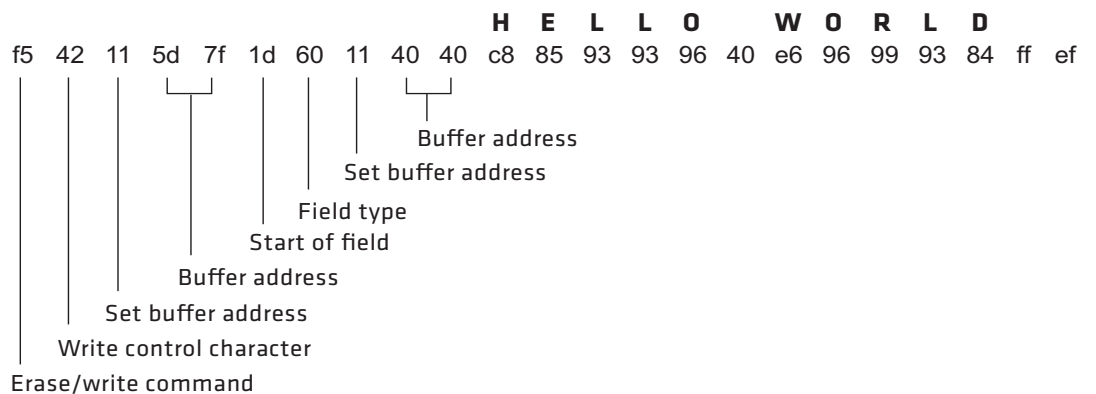 H E L L O W O R L D
f5 42 11 5d 7f 1d 60 11 40 40 c8 85 93 93 96 40 e6 96 99 93 84 ff ef
Buffer address
Set buffer address
Field type
Start of field
Buffer address
Set buffer address
Write control character
Erase/write command